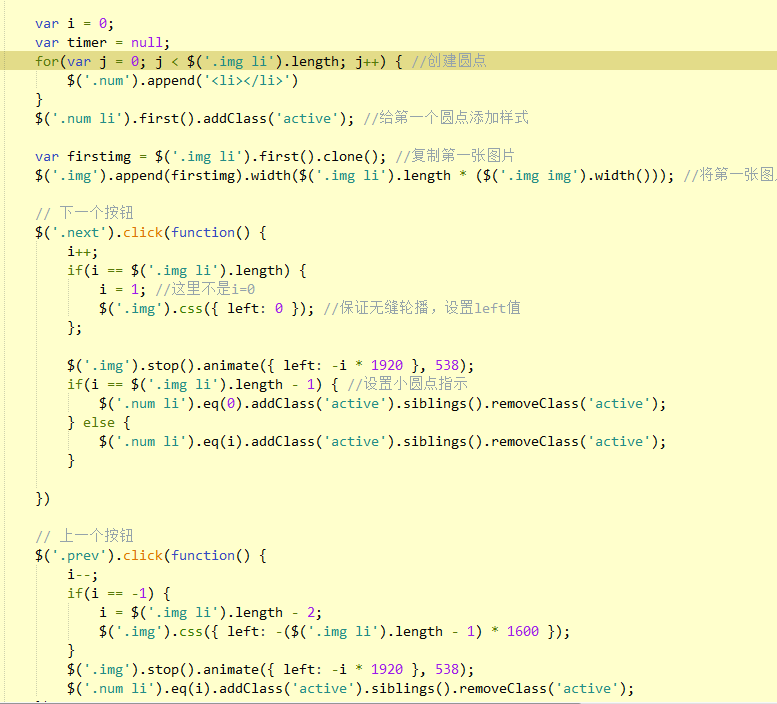 var i = 0;
var timer = null;
for(var j = 0; j < $('.img li').length; j++) { //创建圆点
    $('.num').append('<li></li>')
}
$('.num li').first().addClass('active'); //给第一个圆点添加样式

var firstimg = $('.img li').first().clone(); //复制第一张图片
$('.img').append(firstimg).width($('.img li').length * ($('.img img').width())); //将第一张图

// 下一个按钮
$('.next').click(function() {
    i++;
    if(i == $('.img li').length) {
        i = 1; //这里不是i=0
        $('.img').css({ left: 0 }); //保证无缝轮播，设置left值
    };

    $('.img').stop().animate({ left: -i * 1920 }, 538);
    if(i == $('.img li').length - 1) { //设置小圆点指示
        $('.num li').eq(0).addClass('active').siblings().removeClass('active');
    } else {
        $('.num li').eq(i).addClass('active').siblings().removeClass('active');
    }

})

// 上一个按钮
$('.prev').click(function() {
    i--;
    if(i == -1) {
        i = $('.img li').length - 2;
        $('.img').css({ left: -($('.img li').length - 1) * 1600 });
    }
    $('.img').stop().animate({ left: -i * 1920 }, 538);
    $('.num li').eq(i).addClass('active').siblings().removeClass('active');